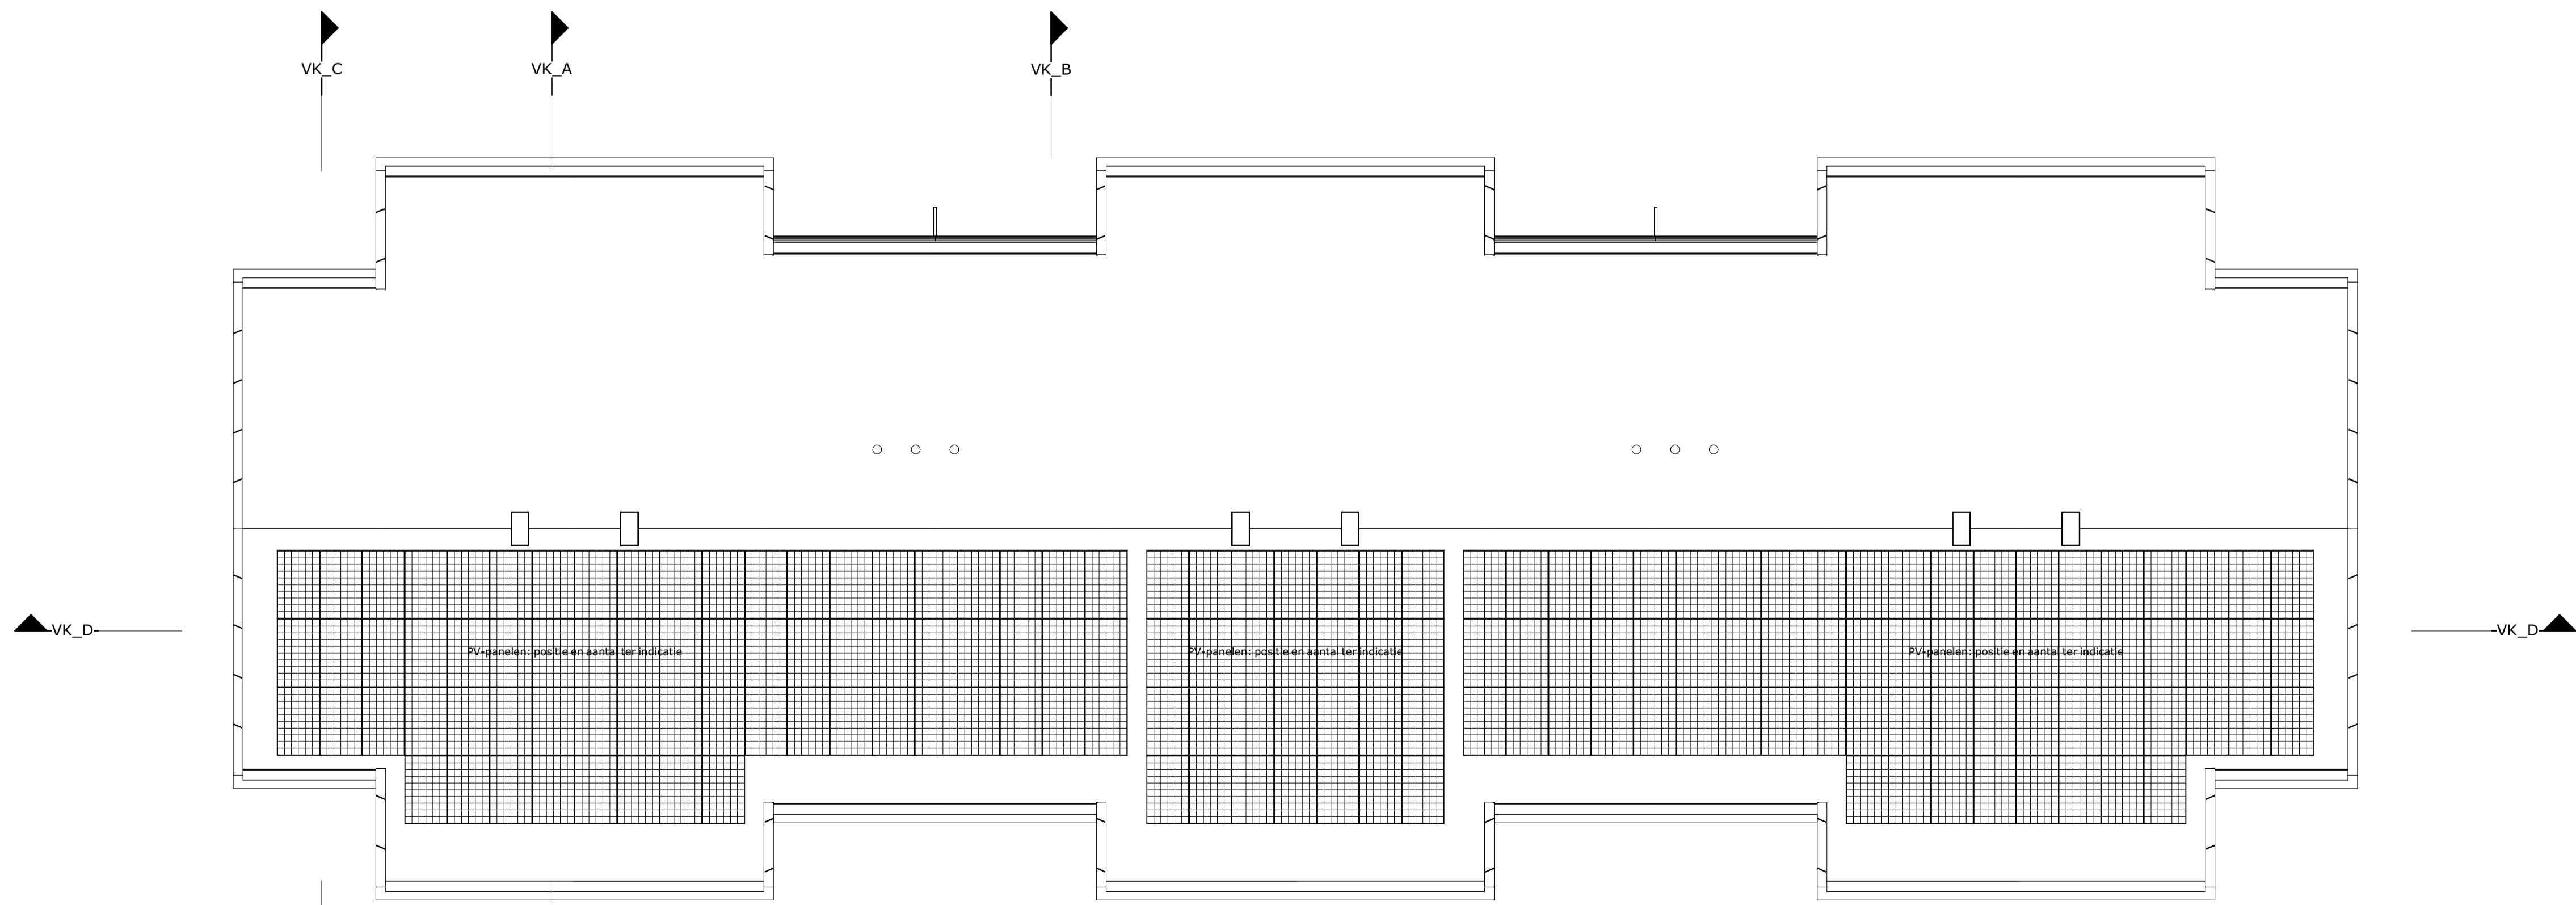 VK_C
VK_A
VK_B
VK_D
VK_D
PV-panelen: positie en aantal ter indicatie
PV-panelen: positie en aantal ter indicatie
PV-panelen: positie en aantal ter indicatie